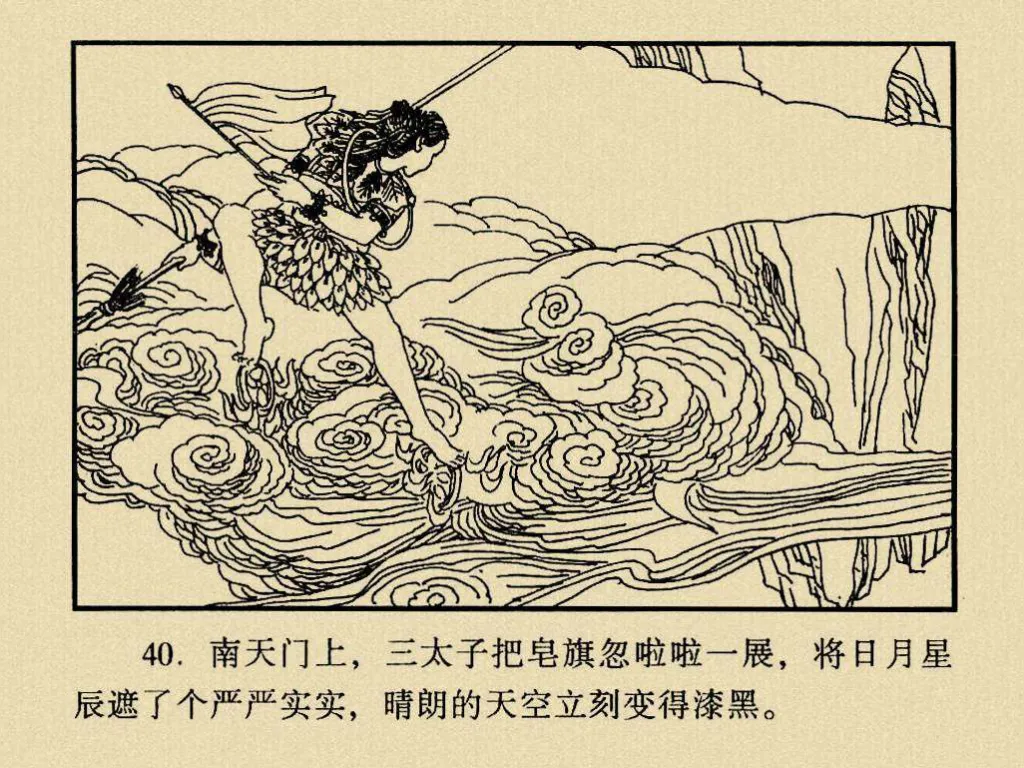 40. 南天门上，三太子把皂旗忽啦啦一展，将日月星
辰遮了个严严实实，晴朗的天空立刻变得漆黑。